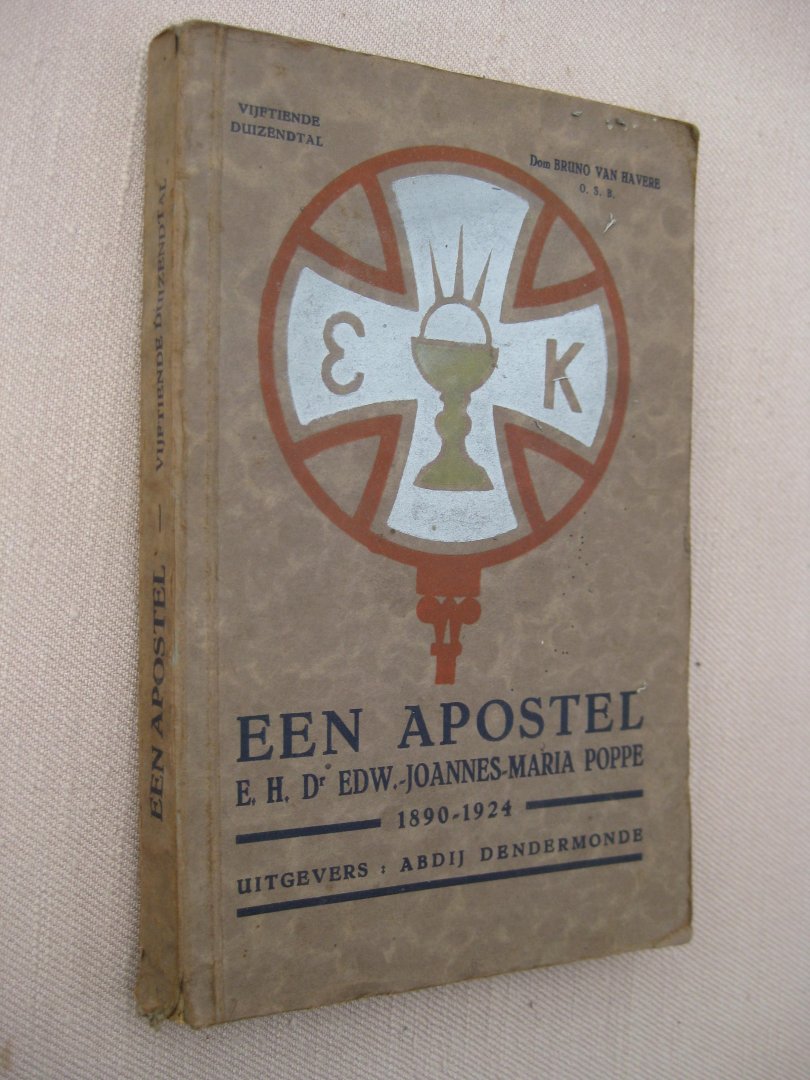 VIJFTIENDE
DUIZENDTAL
Dom BRUNO VAN HAVERE
O. S. B.
Ɛ K
EEN APOSTEL
E. H. Dr EDW.-JOANNES-MARIA POPPE
1890-1924
UITGEVERS : ABDIJ DENDERMONDE
EEN APOSTEL — VIJFTIENDE DUIZENDTAL